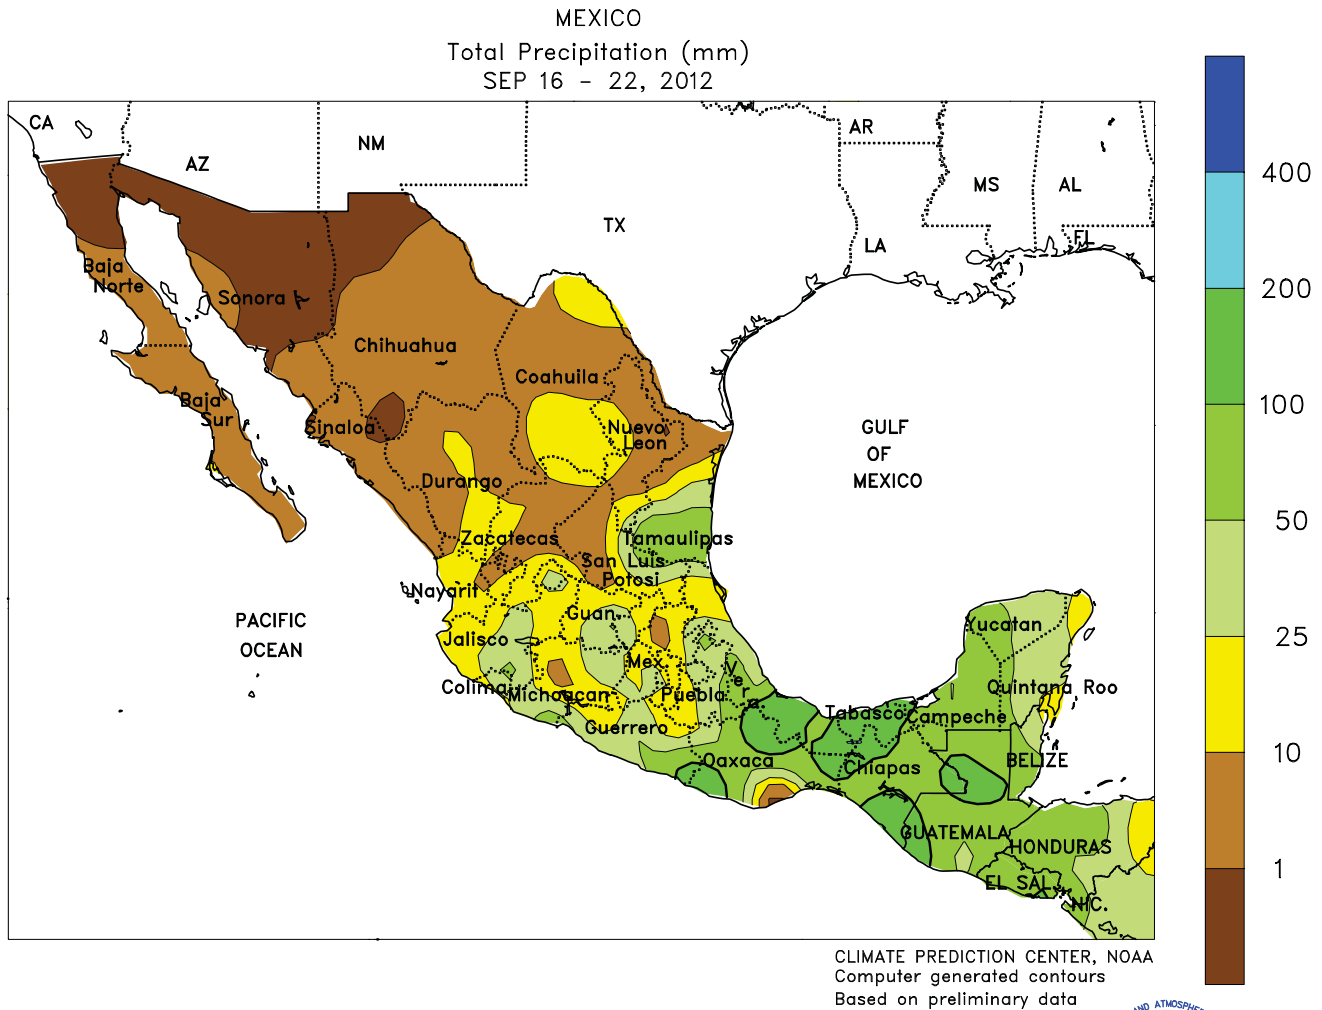 MEXICO
Total Precipitation (mm)
SEP 16 – 22, 2012
CA
AZ
NM
TX
AR
MS
AL
LA
FL
400
200
100
50
25
10
1
Baja
Norte
Sonora
Chihuahua
Coahuila
Baja
Sur
Sinaloa
Nuevo
Leon
GULF
OF
MEXICO
Durango
Zacatecas
Tamaulipas
San Luis
Potosi
Nayarit
Guan.
PACIFIC
OCEAN
Jalisco
Yucatan
Mex.
Colima
Michoacan
Puebla
Vera.
Quintana Roo
Guerrero
Tabasco
Campeche
Oaxaca
Chiapas
BELIZE
GUATEMALA
HONDURAS
EL SAL.
NIC.
CLIMATE PREDICTION CENTER, NOAA
Computer generated contours
Based on preliminary data
AND